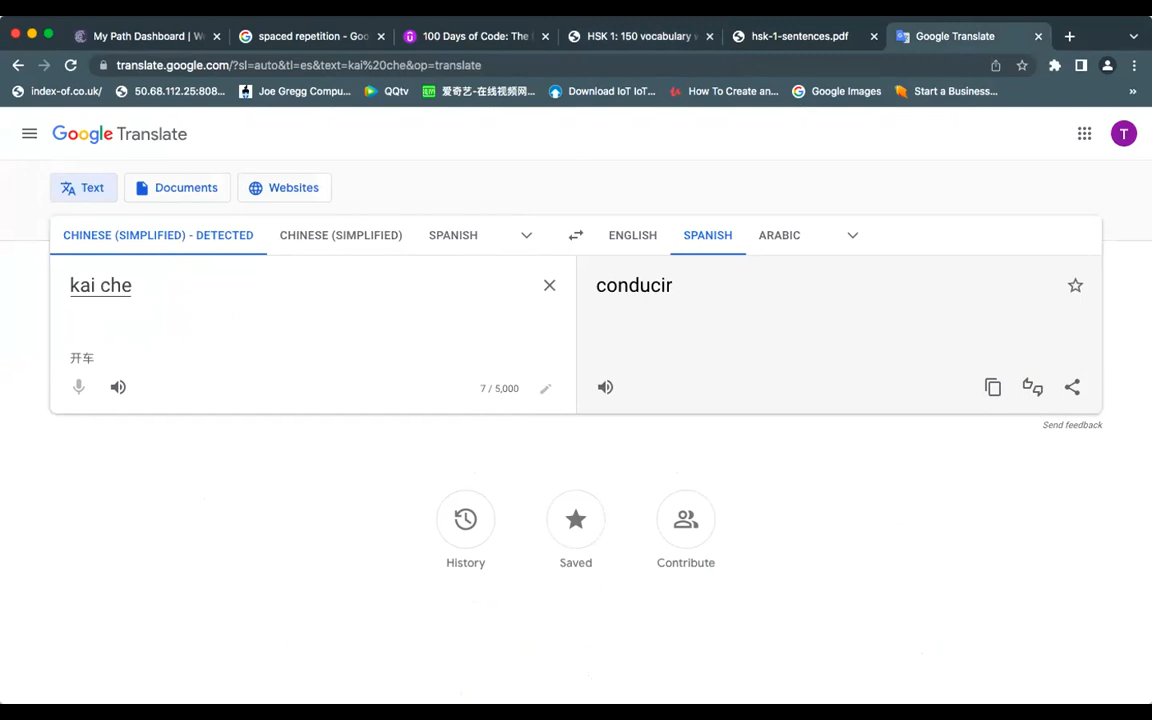 My Path Dashboard | W
spaced repetition - Goo
100 Days of Code: The
HSK 1: 150 vocabulary w
hsk-1-sentences.pdf
Google Translate
translate.google.com/?sl=auto&tl=es&text=kai%20che&op=translate
index-of.co.uk/
50.68.112.25:808...
Joe Gregg Compu...
QQtv
爱奇艺-在线视频网...
Download IoT IoT...
How To Create an...
Google Images
Start a Business...
»
Google Translate
T
Text
Documents
Websites
CHINESE (SIMPLIFIED) - DETECTED
CHINESE (SIMPLIFIED)
SPANISH
ENGLISH
SPANISH
ARABIC
kai che
conducir
开车
7 / 5,000
Send feedback
History
Saved
Contribute